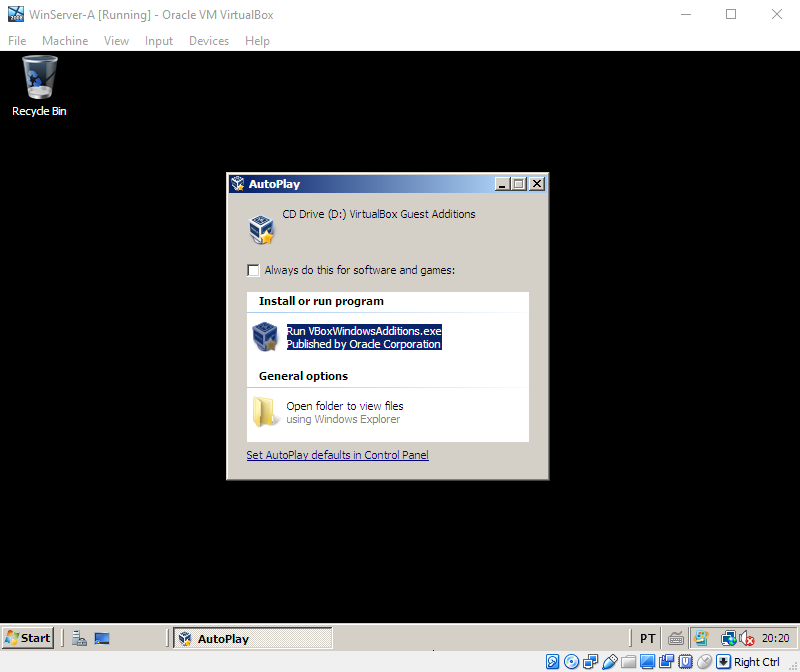 WinServer-A [Running] - Oracle VM VirtualBox
File Machine View Input Devices Help
Recycle Bin
AutoPlay
CD Drive (D:) VirtualBox Guest Additions
Always do this for software and games:
Install or run program
Run VBoxWindowsAdditions.exe
Published by Oracle Corporation
General options
Open folder to view files
using Windows Explorer
Set AutoPlay defaults in Control Panel
Start AutoPlay PT 20:20
Right Ctrl